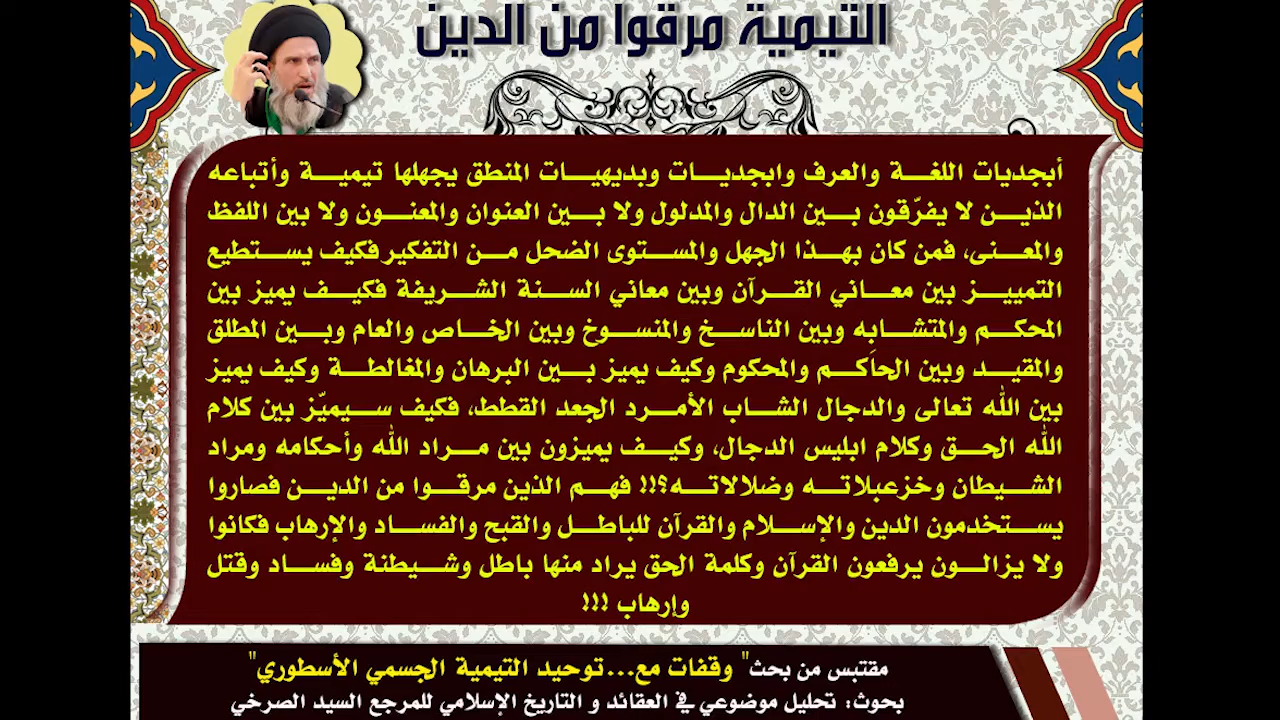 التيمية مرقوا من الدين
أبجديات اللغة والعرف وابجديات وبديهيات المنطق يجهلها تيمية وأتباعه
الذين لا يفرّقون بين الدال والمدلول ولا بين العنوان والمعنون ولا بين اللفظ
والمعنى، فمن كان بهذا الجهل والمستوى الضحل من التفكير فكيف يستطيع
التمييز بين معاني القرآن وبين معاني السنة الشريفة فكيف يميز بين
المحكم والمتشابه وبين الناسخ والمنسوخ وبين الخاص والعام وبين المطلق
والمقيد وبين الحاَكم والمحكوم وكيف يميز بين البرهان والمغالطة وكيف يميز
بين الله تعالى والدجال الشاب الأمرد الجعد القطط، فكيف سيميّز بين كلام
الله الحق وكلام ابليس الدجال، وكيف يميزون بين مراد الله وأحكامه ومراد
الشيطان وخزعبلاته وضلالاته؟!! فهم الذين مرقوا من الدين فصاروا
يستخدمون الدين والإسلام والقرآن للباطل والقبح والفساد والإرهاب فكانوا
ولا يزالون يرفعون القرآن وكلمة الحق يراد منها باطل وشيطنة وفساد وقتل
وإرهاب !!!
مقتبس من بحث" وقفات مع...توحيد التيمية الجسمي الأسطوري"
بحوث: تحليل موضوعي في العقائد و التاريخ الإسلامي للمرجع السيد الصرخي